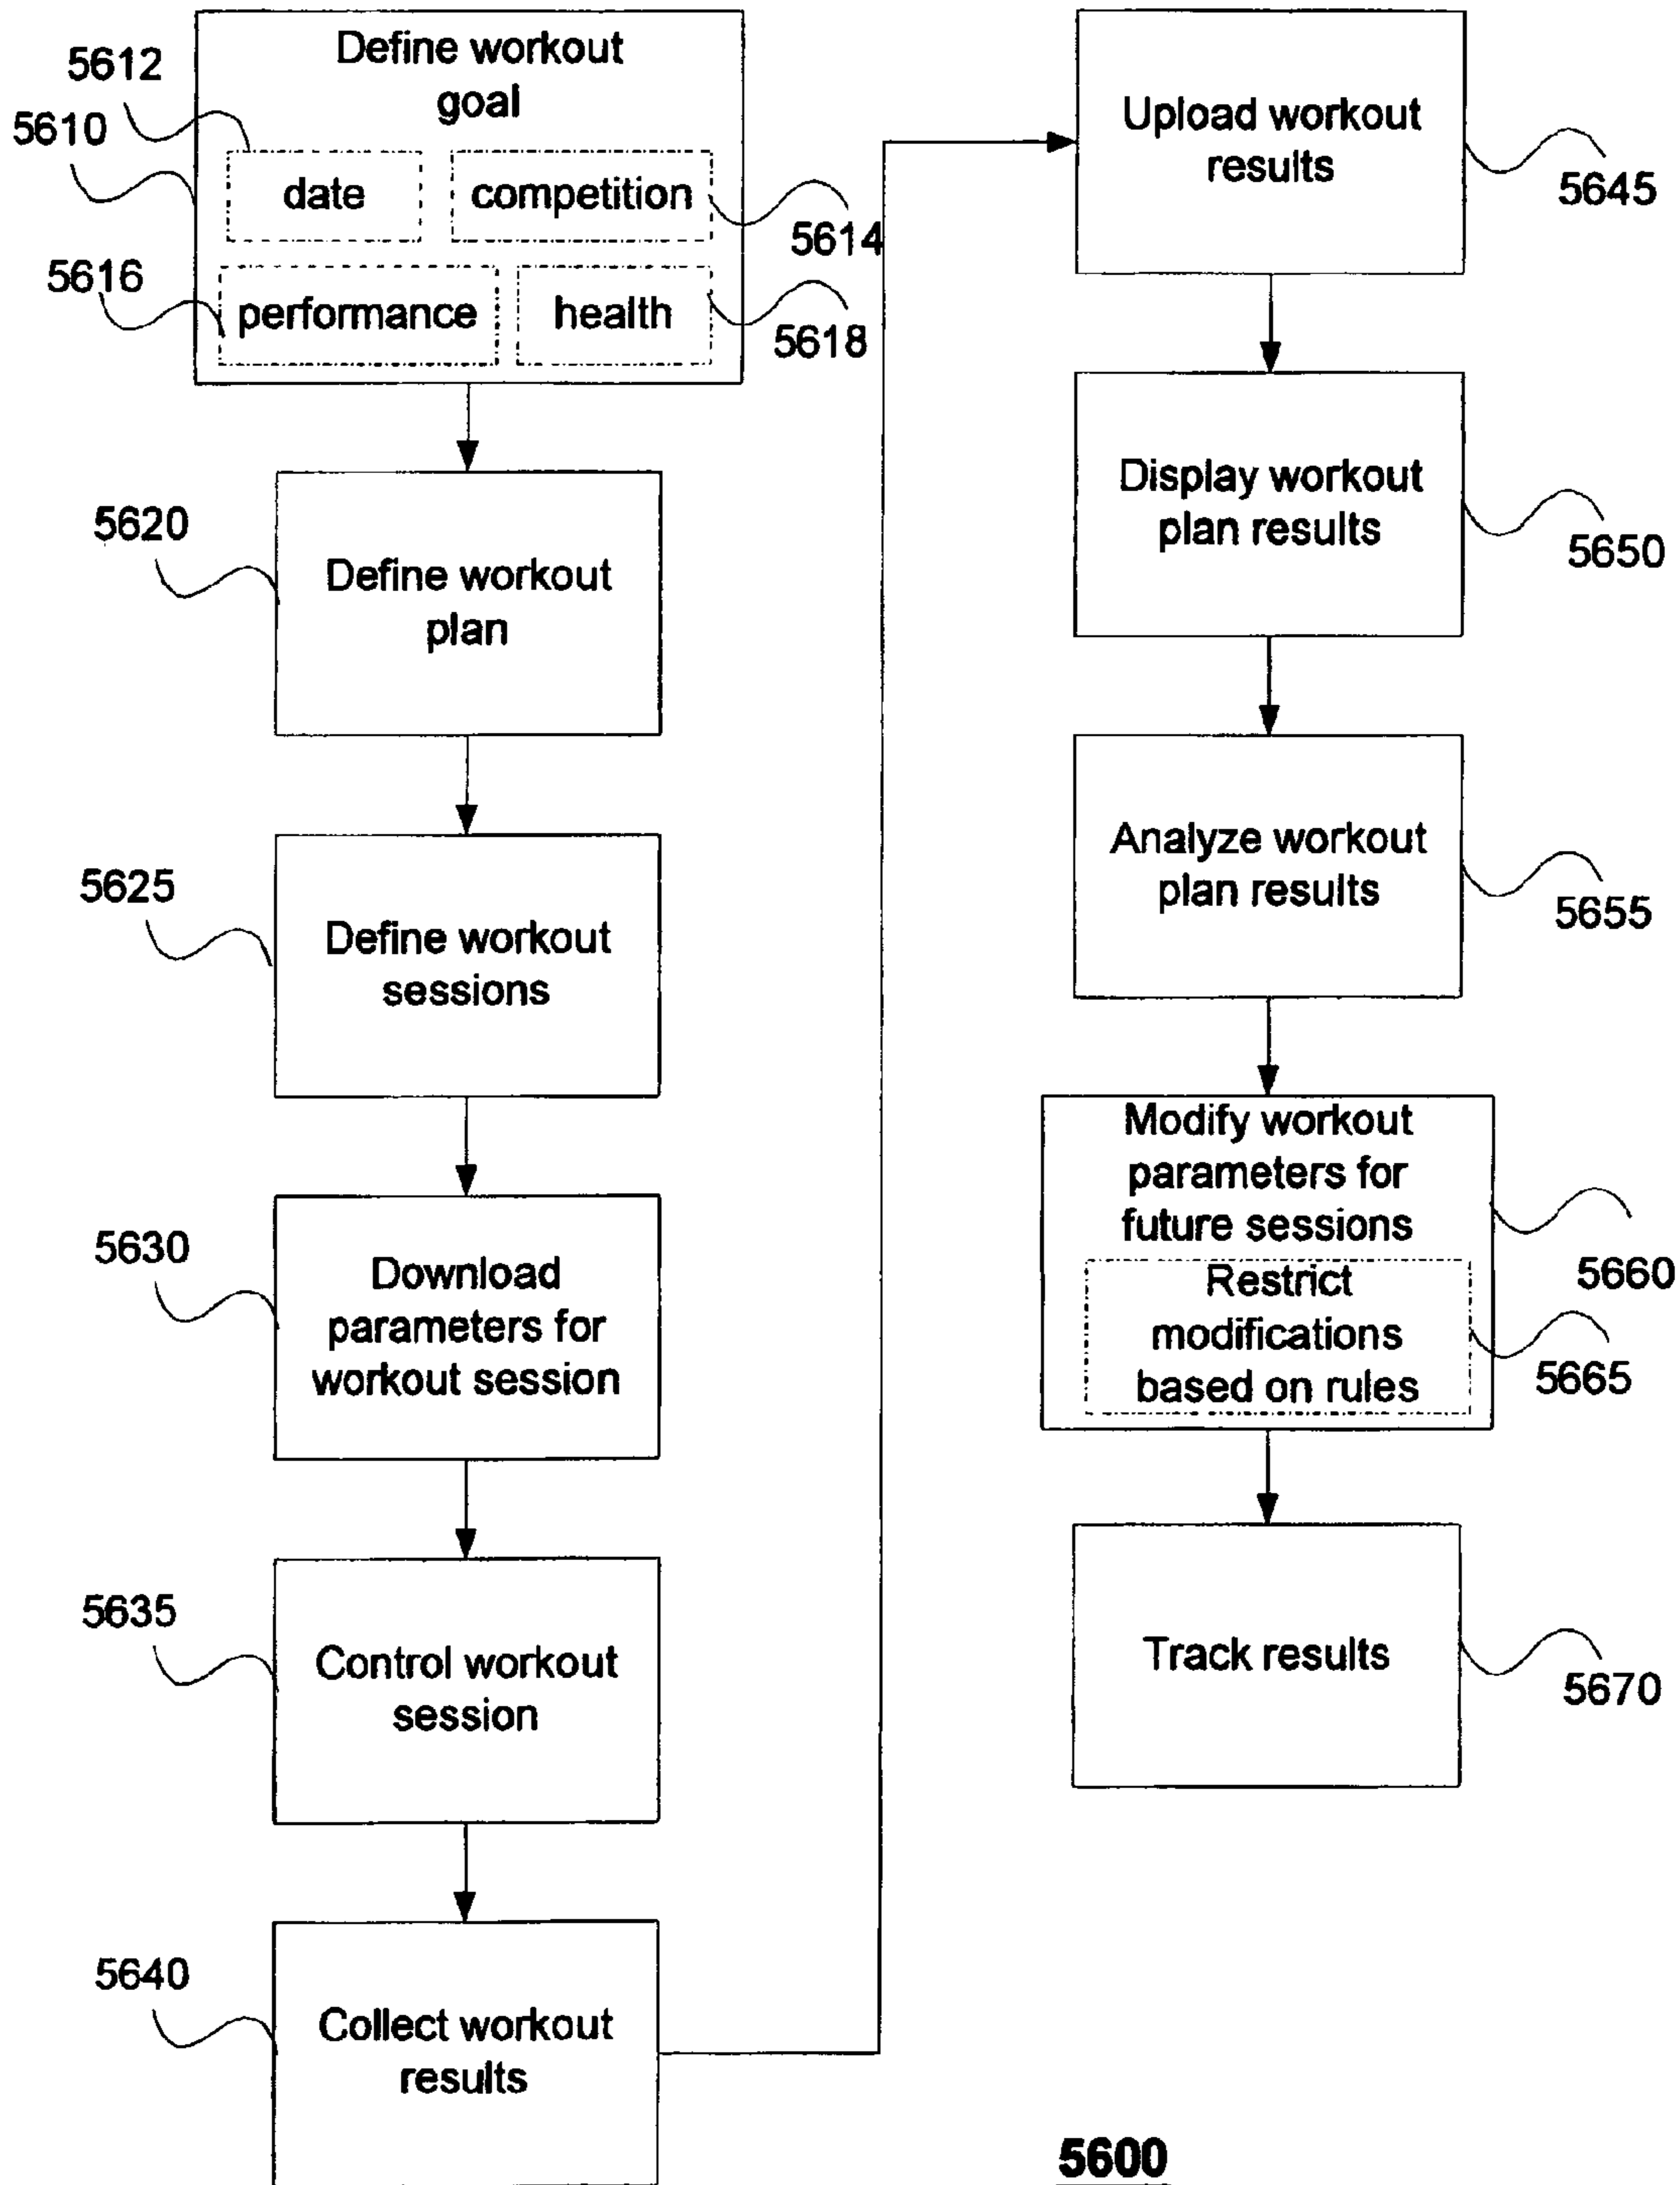 Define workout
goal
5612
5610
date
competition
5614
5616
performance
health
5618
5620
Define workout
plan
5625
Define workout
sessions
5630
Download
parameters for
workout session
5635
Control workout
session
5640
Collect workout
results
Upload workout
results
5645
Display workout
plan results
5650
Analyze workout
plan results
5655
Modify workout
parameters for
future sessions
5660
Restrict
modifications
based on rules
5665
Track results
5670
5600